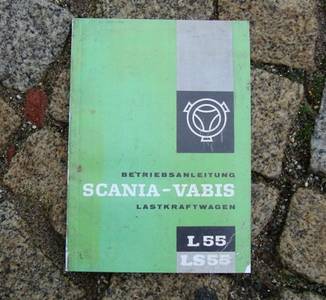 BETRIEBSANLEITUNG
SCANIA-VABIS
LASTKRAFTWAGEN
L 55
LS 55